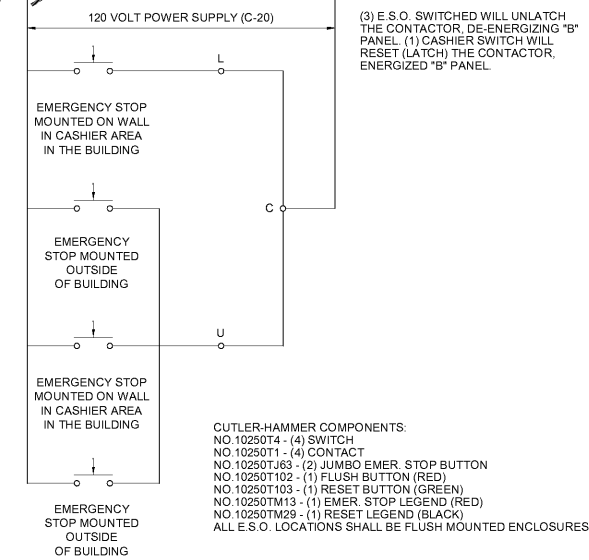 120 VOLT POWER SUPPLY (C-20)
(3) E.S.O. SWITCHED WILL UNLATCH
THE CONTACTOR, DE-ENERGIZING "B"
PANEL. (1) CASHIER SWITCH WILL
RESET (LATCH) THE CONTACTOR,
ENERGIZED "B" PANEL.
L
EMERGENCY STOP
MOUNTED ON WALL
IN CASHIER AREA
IN THE BUILDING
C
EMERGENCY
STOP MOUNTED
OUTSIDE
OF BUILDING
U
EMERGENCY STOP
MOUNTED ON WALL
IN CASHIER AREA
IN THE BUILDING
CUTLER-HAMMER COMPONENTS:
NO.10250T4 - (4) SWITCH
NO.10250T1 - (4) CONTACT
NO.10250TJ63 - (2) JUMBO EMER. STOP BUTTON
NO.10250T102 - (1) FLUSH BUTTON (RED)
NO.10250T103 - (1) RESET BUTTON (GREEN)
NO.10250TM13 - (1) EMER. STOP LEGEND (RED)
NO.10250TM29 - (1) RESET LEGEND (BLACK)
ALL E.S.O. LOCATIONS SHALL BE FLUSH MOUNTED ENCLOSURES
EMERGENCY
STOP MOUNTED
OUTSIDE
OF BUILDING